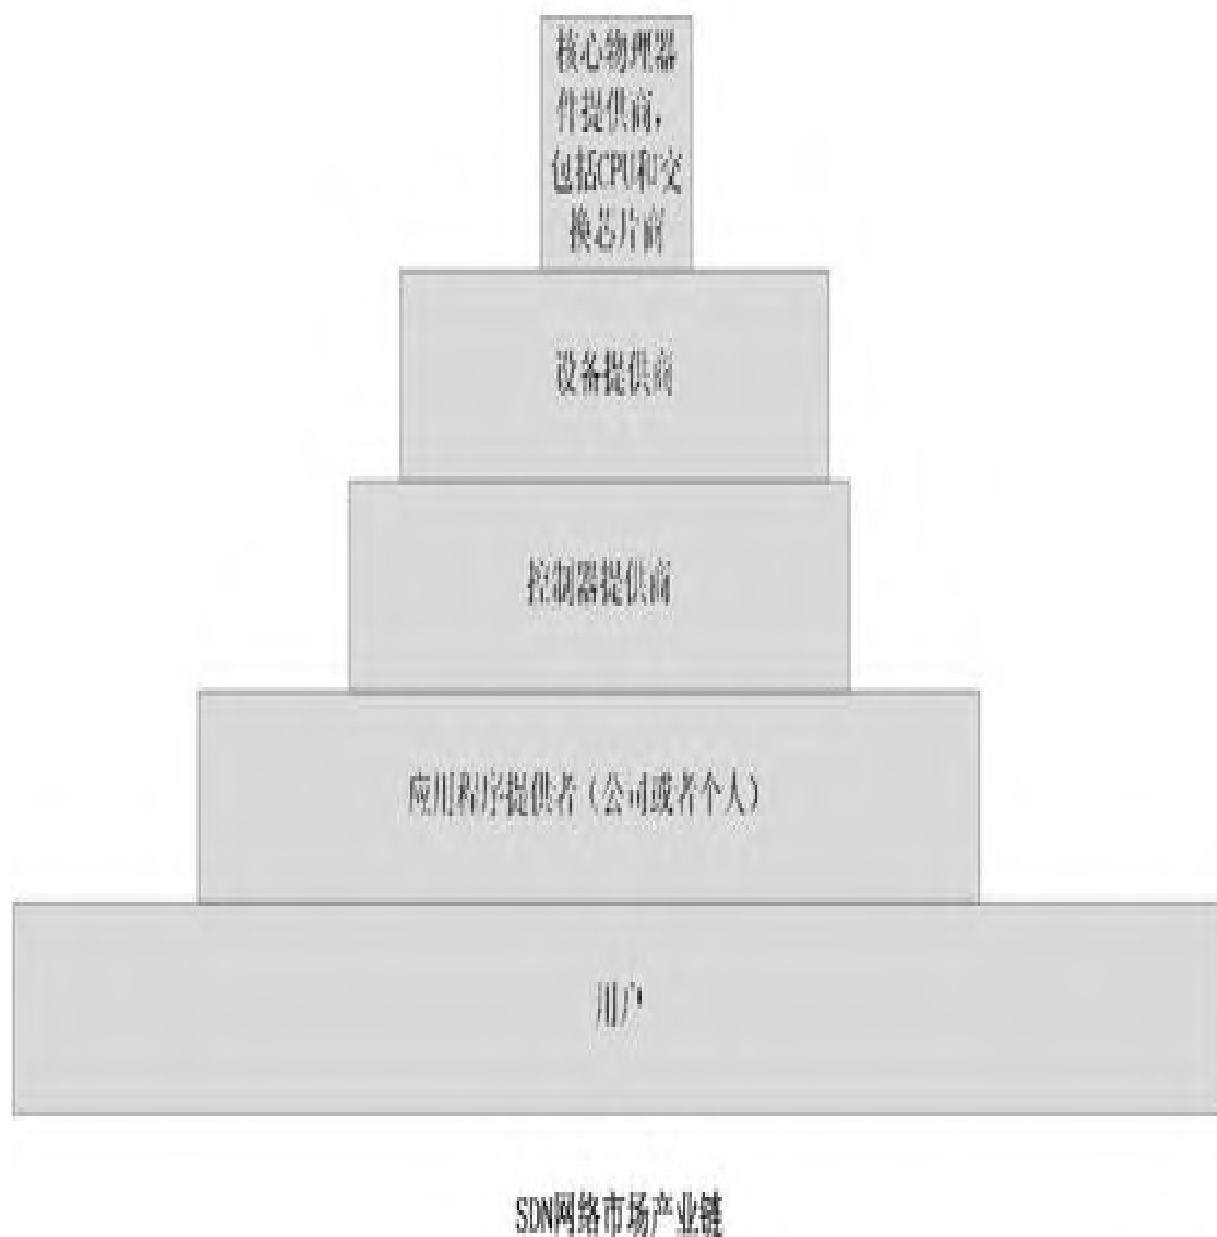 核心物理器
件提供商，
包括CPU和交
换芯片商
设备提供商
控制器提供商
应用程序提供者（公司或者个人）
用户
SDN网络市场产业链